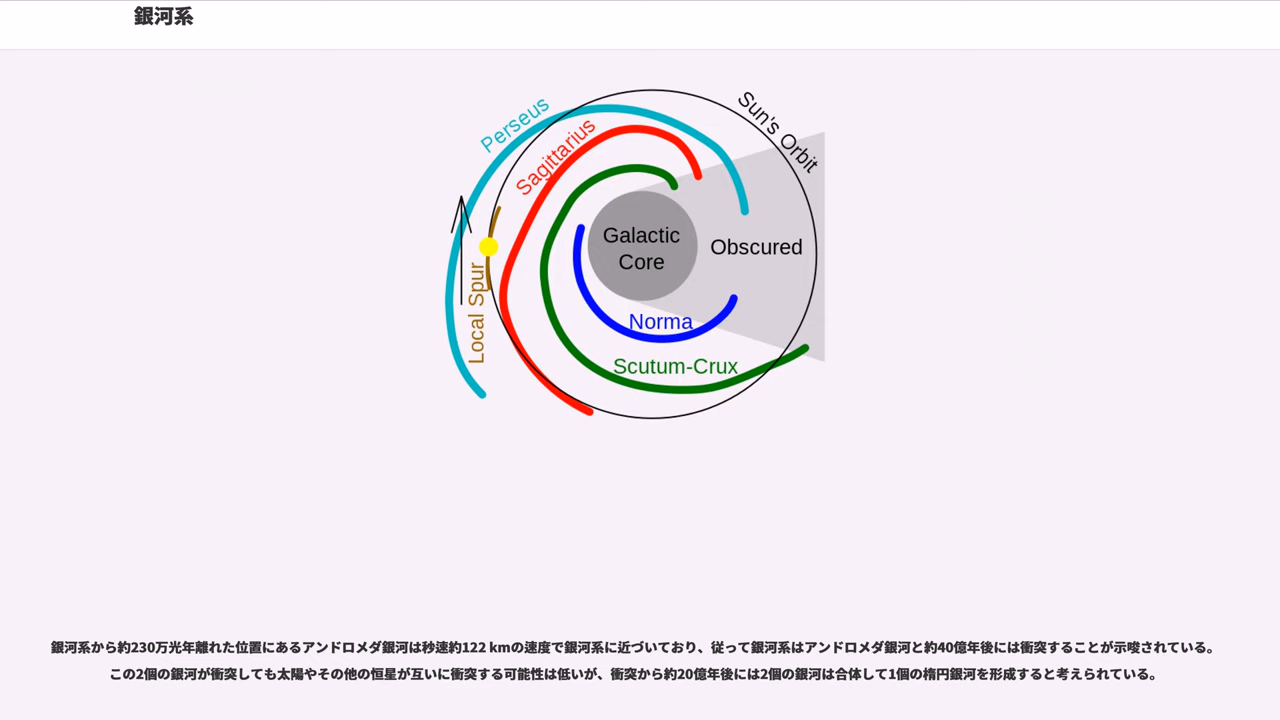 銀河系
Perseus
Sun's Orbit
Sagittarius
Galactic
Core
Obscured
Local Spur
Norma
Scutum-Crux
銀河系から約230万光年離れた位置にあるアンドロメダ銀河は秒速約122 kmの速度で銀河系に近づいており、従って銀河系はアンドロメダ銀河と約40億年後には衝突することが示唆されている。
この2個の銀河が衝突しても太陽やその他の恒星が互いに衝突する可能性は低いが、衝突から約20億年後には2個の銀河は合体して1個の楕円銀河を形成すると考えられている。